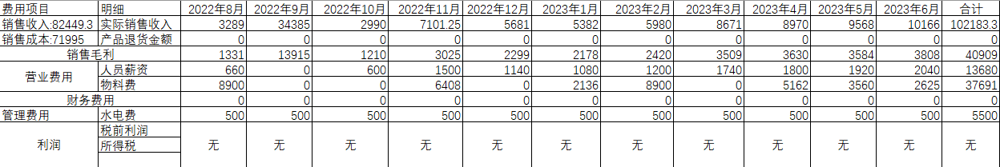 费用项目 明细 2022年8月 2022年9月 2022年10月 2022年11月 2022年12月 2023年1月 2023年2月 2023年3月 2023年4月 2023年5月 2023年6月 合计
销售收入:82449.3 实际销售收入 3289 34385 2990 7101.25 5681 5382 5980 8671 8970 9568 10166 102183.3
销售成本:71995 产品退货金额 0 0 0 0 0 0 0 0 0 0 0 0
销售毛利 1331 13915 1210 3025 2299 2178 2420 3509 3630 3584 3808 40909
营业费用 人员薪资 660 0 600 1500 1140 1080 1200 1740 1800 1920 2040 13680
物料费 8900 0 0 6408 0 2136 8900 0 5162 3560 2625 37691
财务费用 0 0 0 0 0 0 0 0 0 0 0 0
管理费用 水电费 500 500 500 500 500 500 500 500 500 500 500 5500
税前利润
利润 所得税 无 无 无 无 无 无 无 无 无 无 无 无